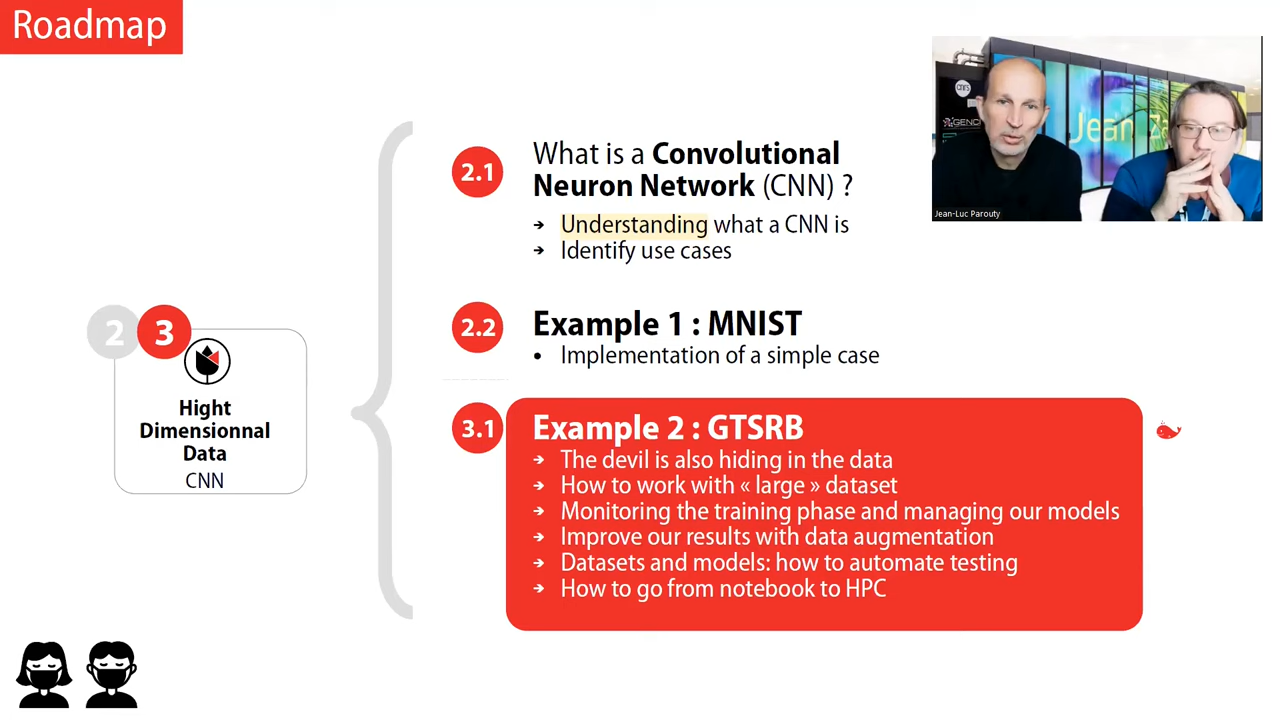 Roadmap
cnrs
GENCI
Jean Za
Jean-Luc Parouty
2.1
What is a Convolutional
Neuron Network (CNN) ?
→ Understanding what a CNN is
→ Identify use cases
2.2
Example 1 : MNIST
• Implementation of a simple case
2 3
Hight
Dimensionnal
Data
CNN
3.1
Example 2 : GTSRB
→ The devil is also hiding in the data
→ How to work with « large » dataset
→ Monitoring the training phase and managing our models
→ Improve our results with data augmentation
→ Datasets and models: how to automate testing
→ How to go from notebook to HPC